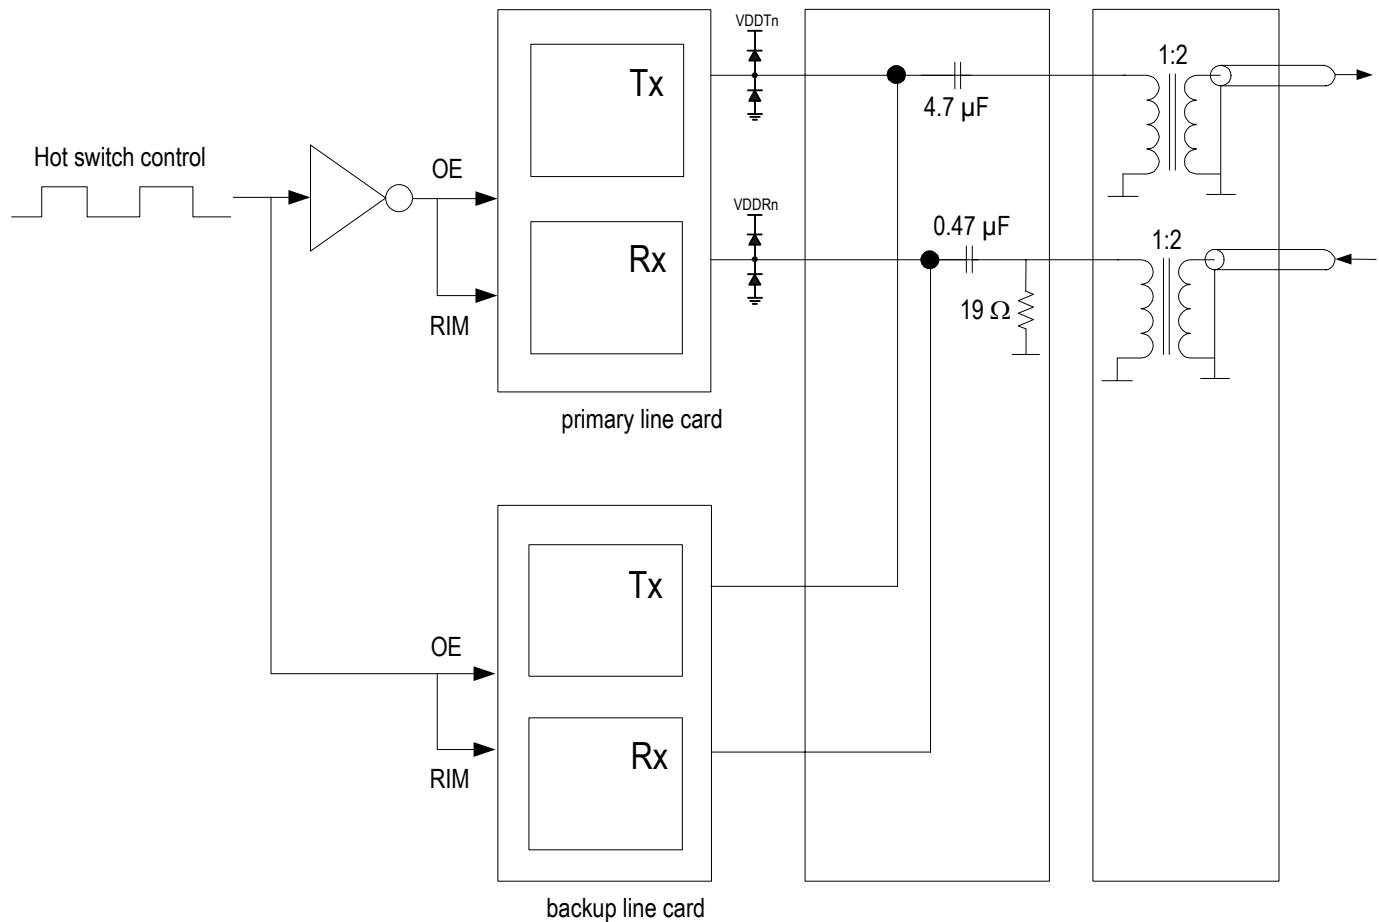 VDDTn
Tx
1:2
4.7 µF
Hot switch control
OE
VDDRn
0.47 µF
Rx
1:2
19 Ω
RIM
primary line card
Tx
OE
Rx
RIM
backup line card